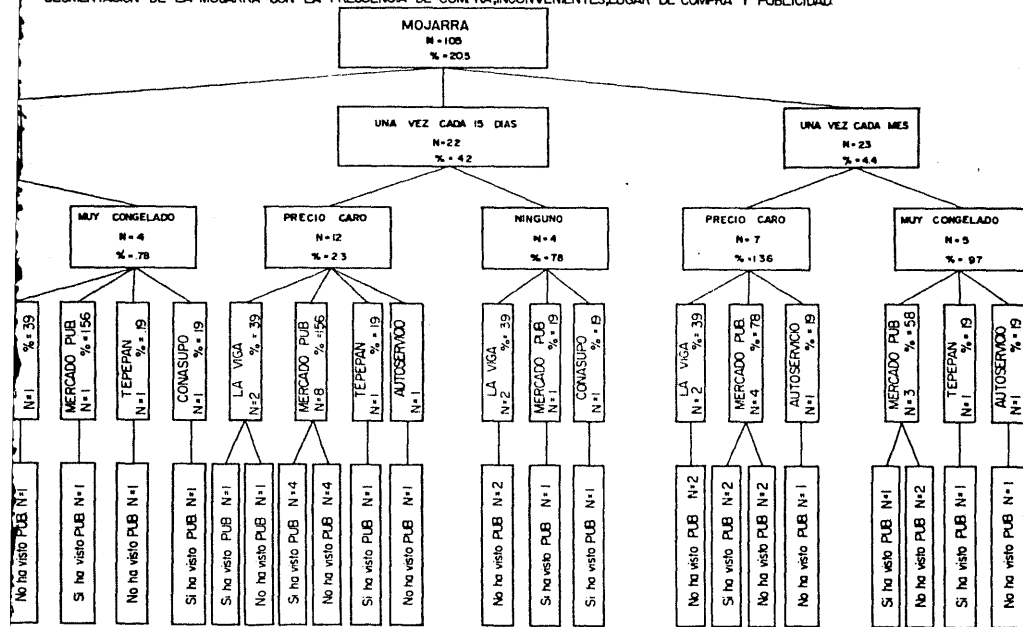 SEGMENTACION DE LA MOJARRA CON LA FRECUENCIA DE COMPRA,INCONVENIENTES,LUGAR DE COMPRA Y PUBLICIDAD.
MOJARRA
N=105
%=20.5
UNA VEZ CADA 15 DIAS
N=22
%=4.2
UNA VEZ CADA MES
N=23
%=4.4
MUY CONGELADO
N=4
%=.78
PRECIO CARO
N=12
%=2.3
NINGUNO
N=4
%=.78
PRECIO CARO
N=7
%=1.36
MUY CONGELADO
N=5
%=.97
N=1 %=.39
MERCADO PUB.
N=1 %=1.56
TEPEPAN
N=1 %=.19
CONASUPO
N=1 %=.19
LA VIGA
N=2 %=.39
MERCADO PUB.
N=8 %=1.56
TEPEPAN
N=1 %=.19
AUTOSERVICIO
N=1
LA VIGA
N=2 %=.39
MERCADO PUB
N=1 %=.19
CONASUPO
N=1 %=.19
LA VIGA
N=2 %=.39
MERCADO PUB.
N=4 %=.78
AUTOSERVICIO
N=1 %=.19
MERCADO PUB.
N=3 %=.58
TEPEPAN
N=1 %=.19
AUTOSERVICIO
N=1 %=.19
No ha visto PUB N=1
Si ha visto PUB N=1
No ha visto PUB N=1
Si ha visto PUB N=1
Si ha visto PUB N=1
No ha visto PUB N=1
Si ha visto PUB N=4
No ha visto PUB N=4
Si ha visto PUB N=1
No ha visto PUB N=1
No ha visto PUB N=2
Si ha visto PUB N=1
Si ha visto PUB N=1
No ha visto PUB N=2
Si ha visto PUB N=2
No ha visto PUB N=2
No ha visto PUB N=1
Si ha visto PUB N=1
No ha visto PUB N=2
Si ha visto PUB N=1
No ha visto PUB N=1